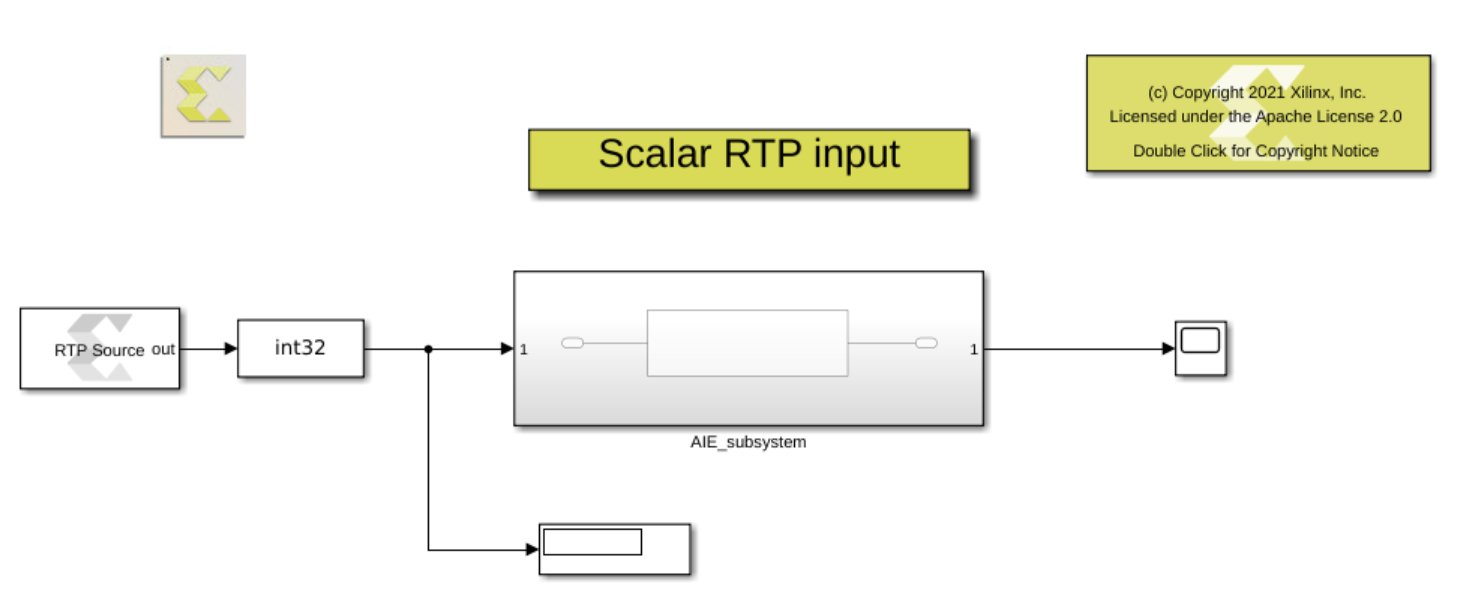 (c) Copyright 2021 Xilinx, Inc.
Licensed under the Apache License 2.0
Double Click for Copyright Notice
Scalar RTP input
RTP Source out
int32
1
1
AIE_subsystem